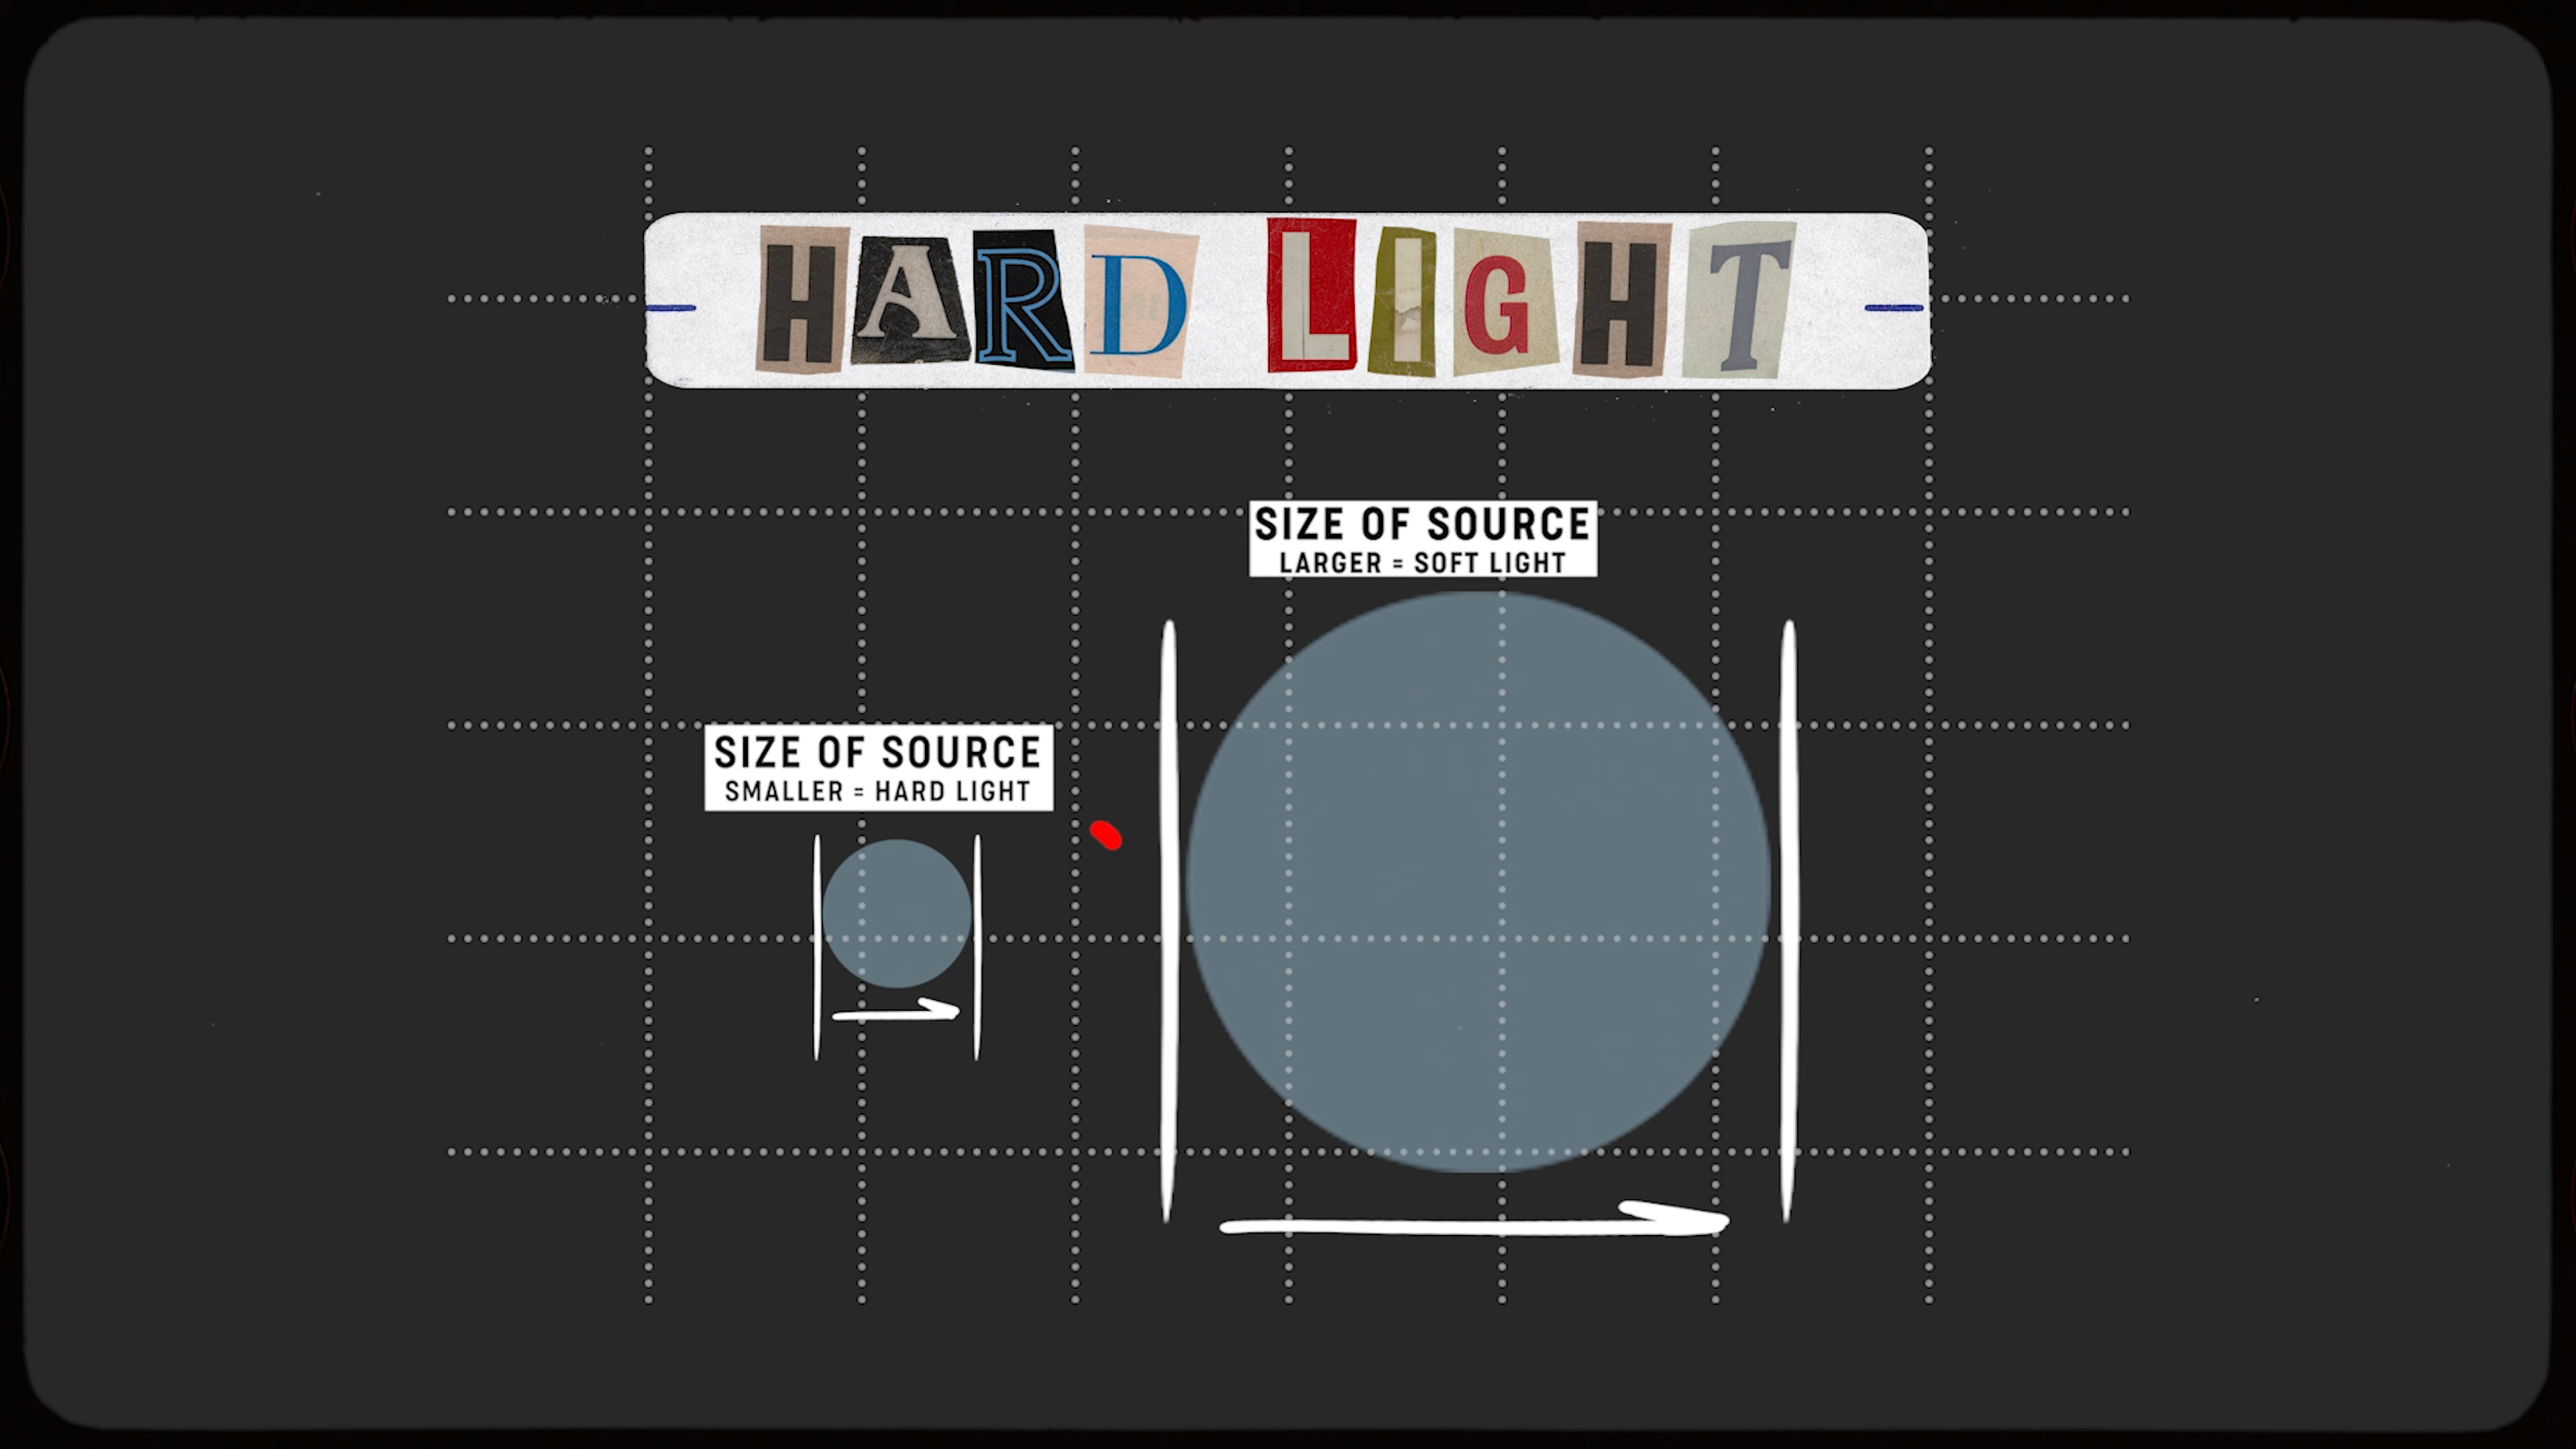 HARD LIGHT
SIZE OF SOURCE
LARGER = SOFT LIGHT
SIZE OF SOURCE
SMALLER = HARD LIGHT